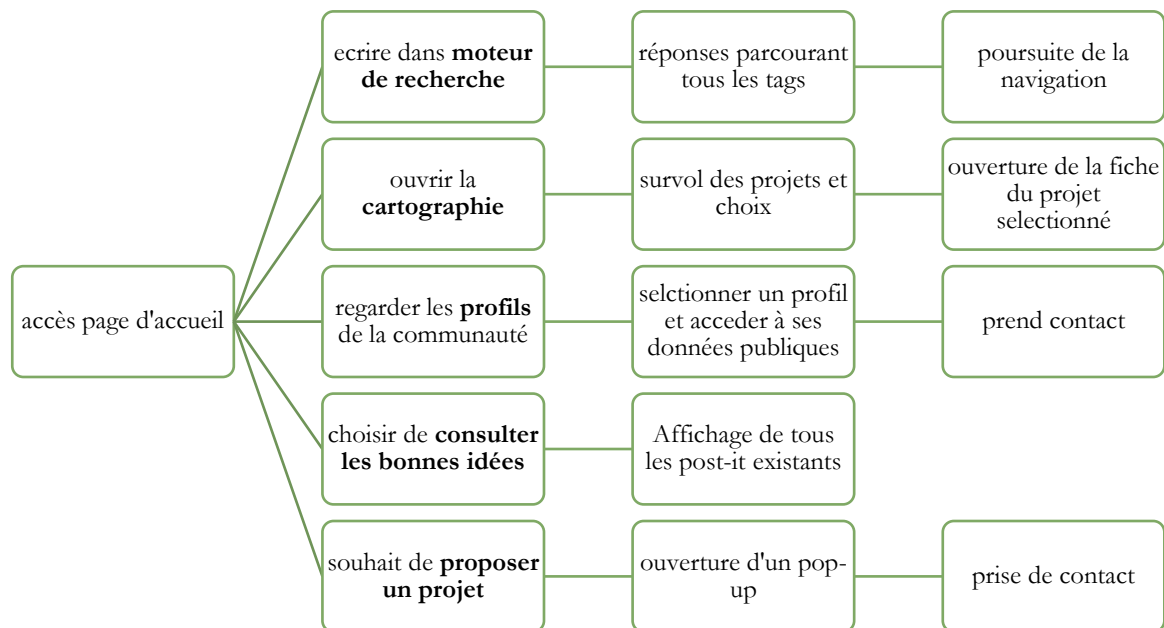 ecrire dans moteur
de recherche
réponses parcourant
tous les tags
poursuite de la
navigation
ouvrir la
cartographie
survol des projets et
choix
ouverture de la fiche
du projet
selectionné
accès page d'accueil
regarder les profils
de la communauté
selctionner un profil
et acceder à ses
données publiques
prend contact
choisir de consulter
les bonnes idées
Affichage de tous
les post-it existants
souhait de proposer
un projet
ouverture d'un pop-
up
prise de contact